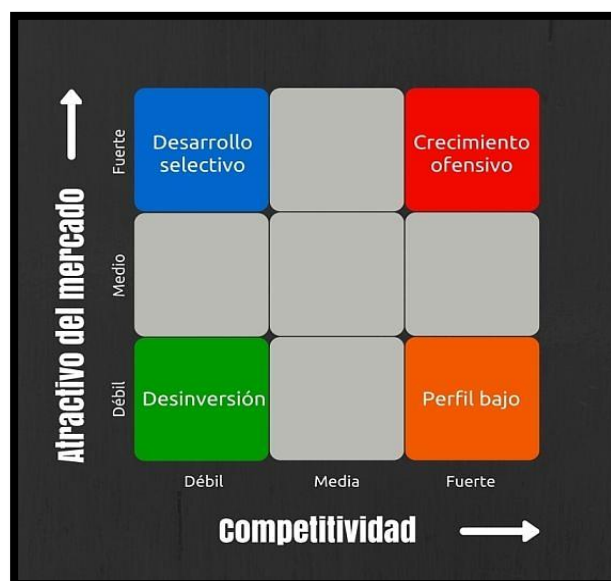 Atractivo del mercado
Fuerte
Medio
Débil
Desarrollo
selectivo
Crecimiento
ofensivo
Desinversión
Perfil bajo
Débil
Media
Fuerte
Competitividad